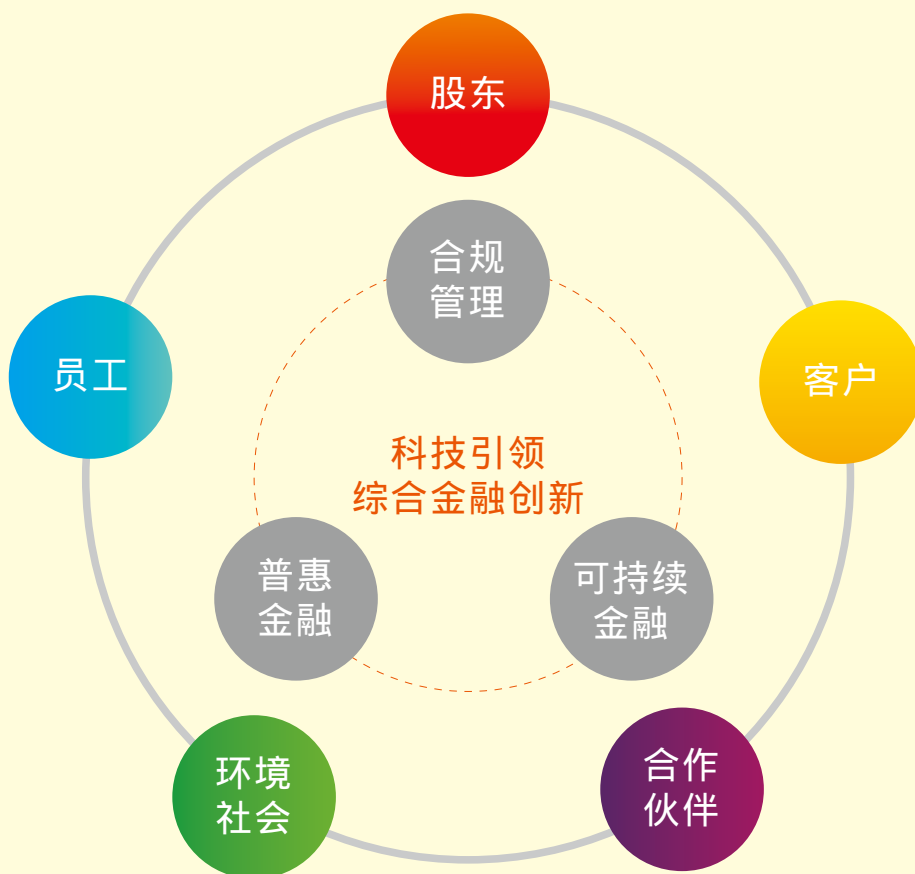 股东
合规
管理
员工
客户
科技引领
综合金融创新
普惠
金融
可持续
金融
环境
社会
合作
伙伴